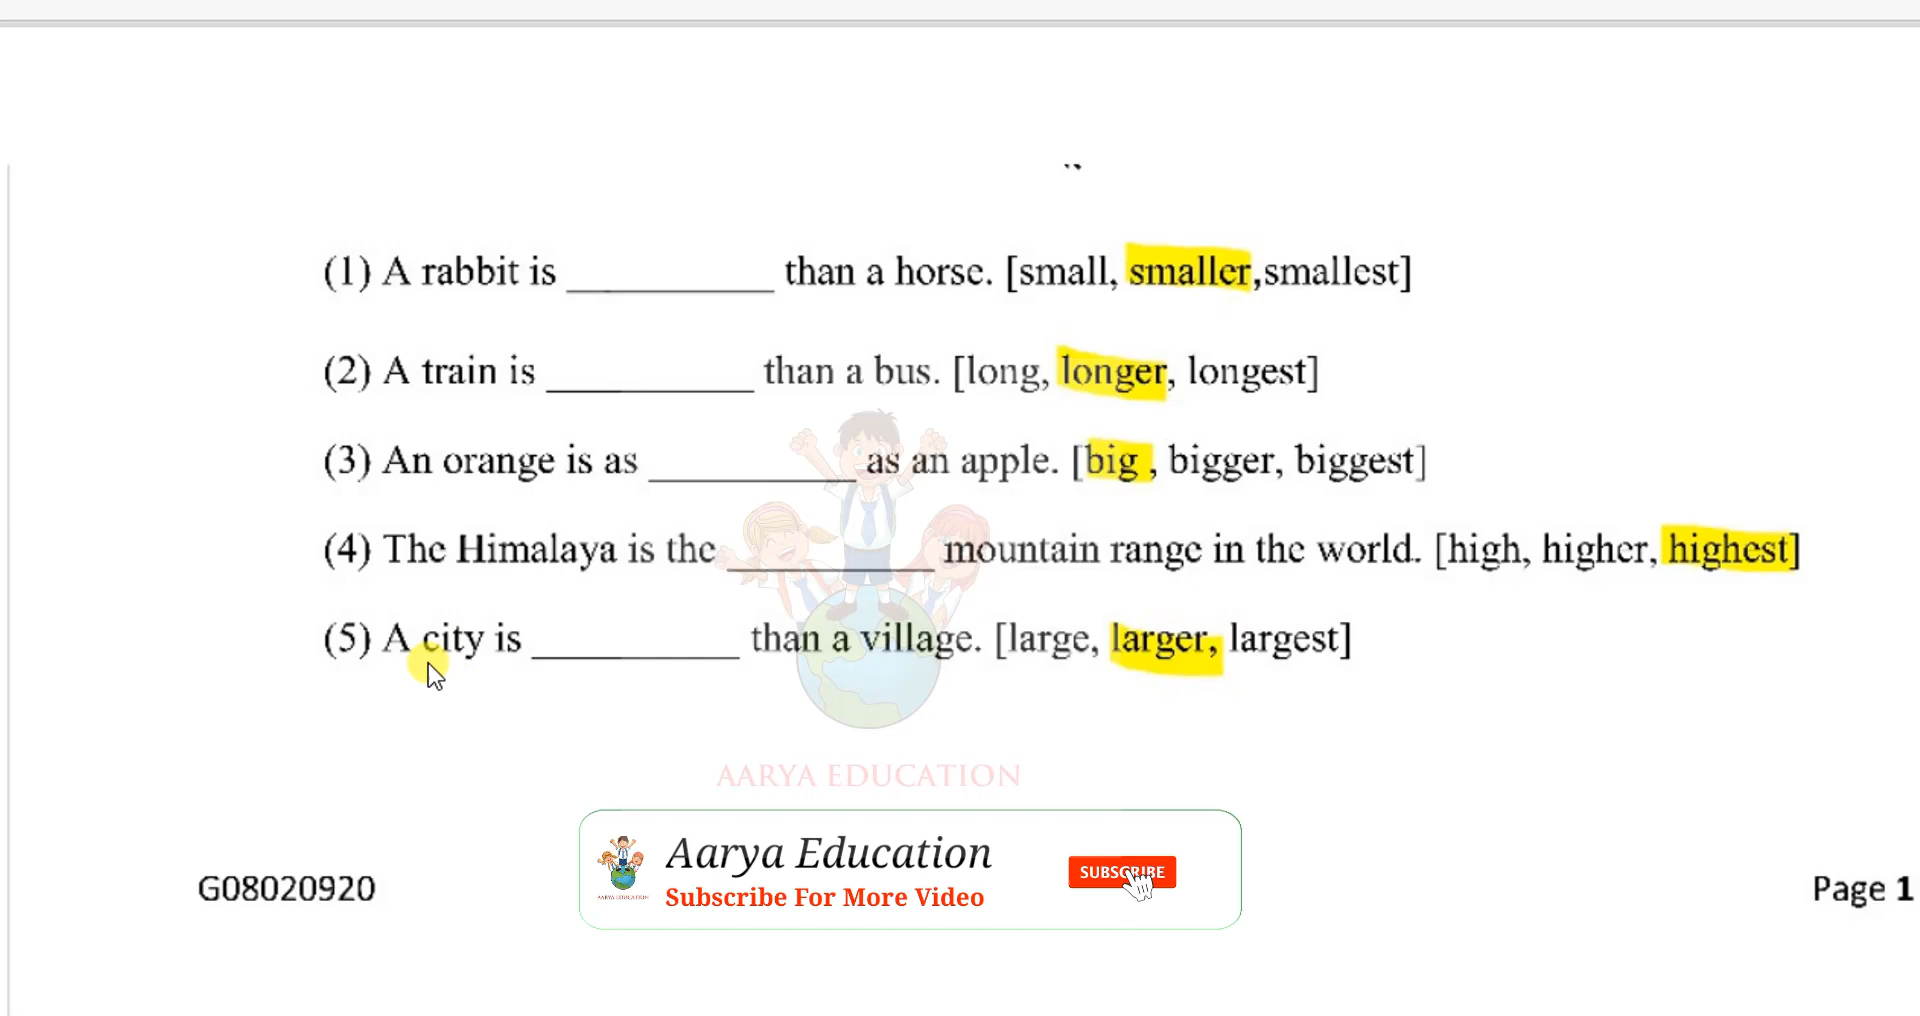 (1) A rabbit is __________ than a horse. [small, smaller,smallest]
(2) A train is __________ than a bus. [long, longer, longest]
(3) An orange is as __________ as an apple. [big , bigger, biggest]
(4) The Himalaya is the __________ mountain range in the world. [high, higher, highest]
(5) A city is __________ than a village. [large, larger, largest]
AARYA EDUCATION
Aarya Education
Subscribe For More Video
SUBSCRIBE
AARYA EDUCATION
G08020920
Page 1